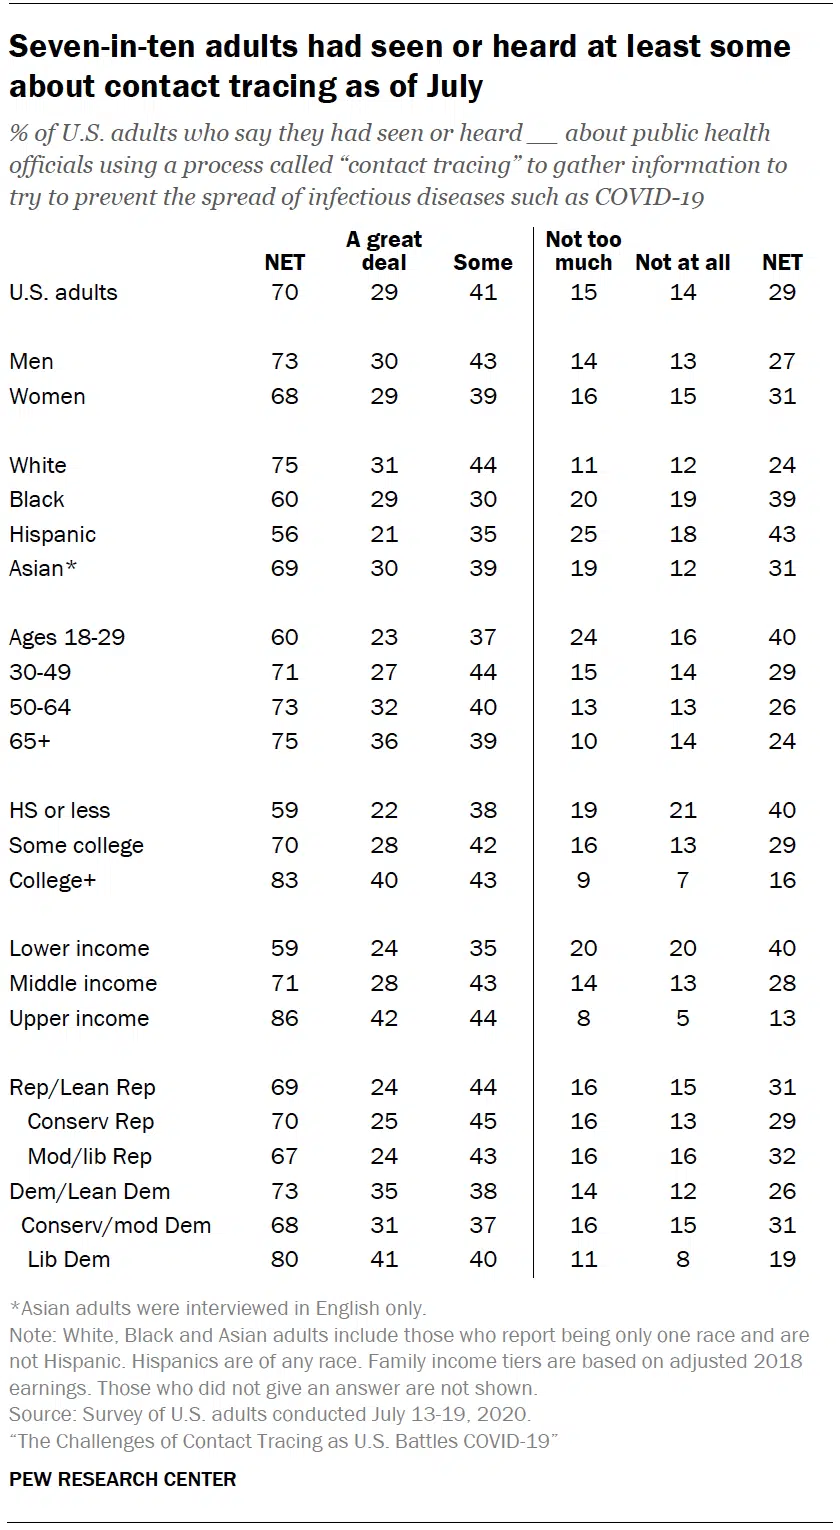 Seven-in-ten adults had seen or heard at least some
about contact tracing as of July
% of U.S. adults who say they had seen or heard __ about public health
officials using a process called “contact tracing” to gather information to
try to prevent the spread of infectious diseases such as COVID-19
NET A great deal Some Not too much Not at all NET
U.S. adults 70 29 41 15 14 29
Men 73 30 43 14 13 27
Women 68 29 39 16 15 31
White 75 31 44 11 12 24
Black 60 29 30 20 19 39
Hispanic 56 21 35 25 18 43
Asian* 69 30 39 19 12 31
Ages 18-29 60 23 37 24 16 40
30-49 71 27 44 15 14 29
50-64 73 32 40 13 13 26
65+ 75 36 39 10 14 24
HS or less 59 22 38 19 21 40
Some college 70 28 42 16 13 29
College+ 83 40 43 9 7 16
Lower income 59 24 35 20 20 40
Middle income 71 28 43 14 13 28
Upper income 86 42 44 8 5 13
Rep/Lean Rep 69 24 44 16 15 31
Conserv Rep 70 25 45 16 13 29
Mod/lib Rep 67 24 43 16 16 32
Dem/Lean Dem 73 35 38 14 12 26
Conserv/mod Dem 68 31 37 16 15 31
Lib Dem 80 41 40 11 8 19
*Asian adults were interviewed in English only.
Note: White, Black and Asian adults include those who report being only one race and are
not Hispanic. Hispanics are of any race. Family income tiers are based on adjusted 2018
earnings. Those who did not give an answer are not shown.
Source: Survey of U.S. adults conducted July 13-19, 2020.
“The Challenges of Contact Tracing as U.S. Battles COVID-19”
PEW RESEARCH CENTER